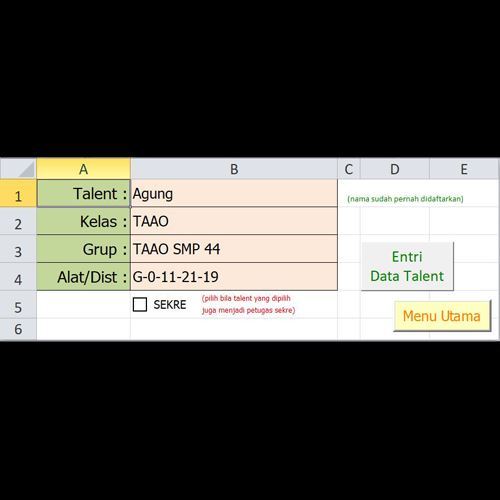 A B C D E
1 Talent : Agung (nama sudah pernah didaftarkan)
2 Kelas : TAAO
3 Grup : TAAO SMP 44
Entri
Data Talent
4 Alat/Dist : G-0-11-21-19
5 SEKRE (pilih bila talent yang dipilih
juga menjadi petugas sekre)
Menu Utama
6